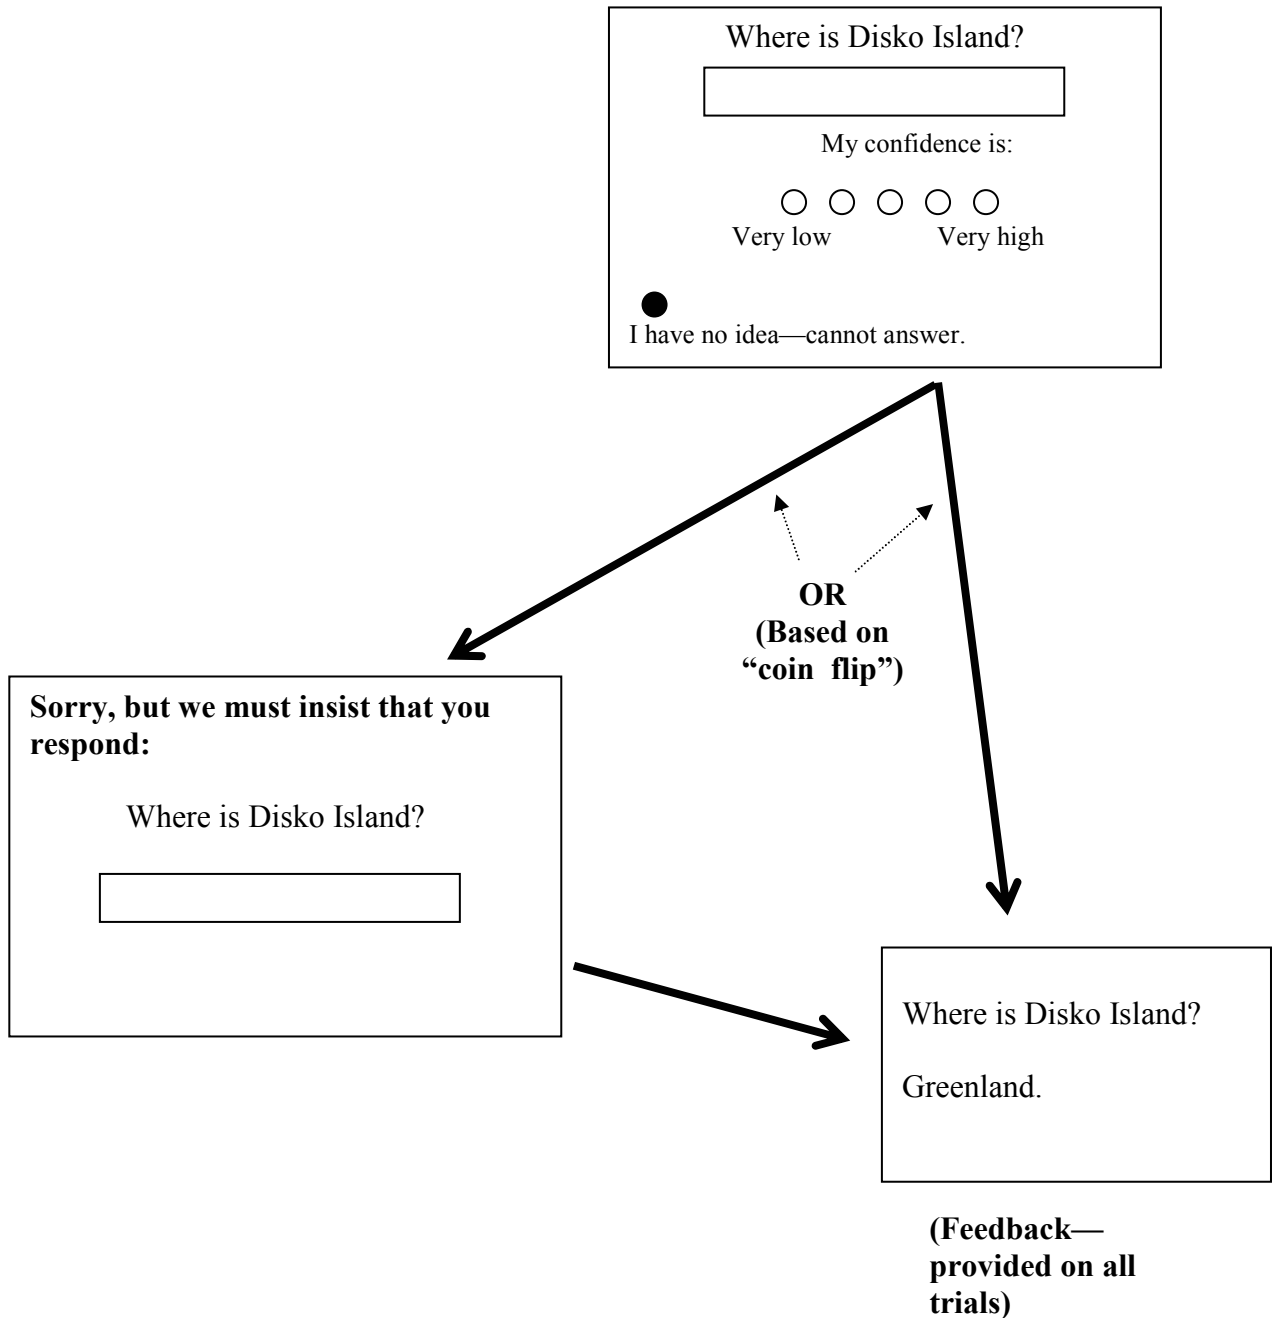 Where is Disko Island?
My confidence is:
Very low Very high
I have no idea—cannot answer.
OR
(Based on
“coin flip”)
Sorry, but we must insist that you
respond:
Where is Disko Island?
Where is Disko Island?
Greenland.
(Feedback—
provided on all
trials)